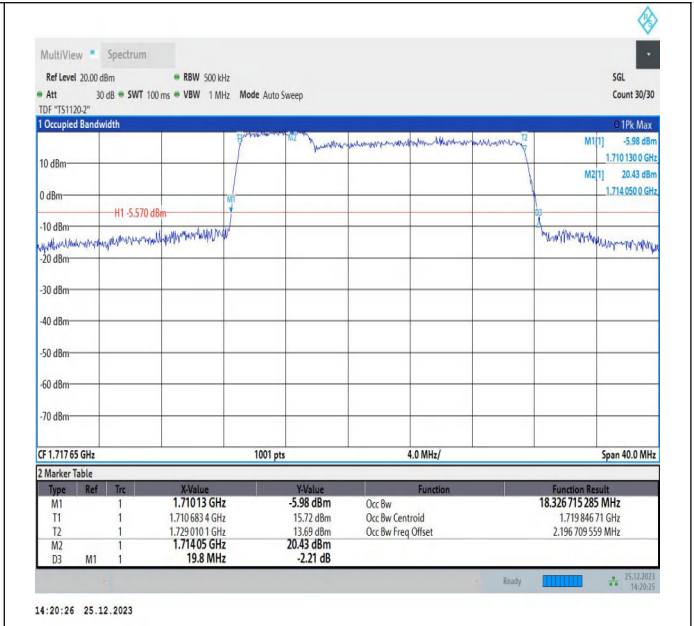 R S
MultiView Spectrum
Ref Level 20.00 dBm RBW 500 kHz SGL
Att 30 dB SWT 100 ms VBW 1 MHz Mode Auto Sweep Count 30/30
TDF "TS1120-2"
1 Occupied Bandwidth 1Pk Max
M1[1] -5.98 dBm
1.710 130 0 GHz
M2[1] 20.43 dBm
1.714 050 0 GHz
T1 M2 T2
10 dBm
0 dBm
M1
H1 -5.570 dBm
D3
-10 dBm
-20 dBm
-30 dBm
-40 dBm
-50 dBm
-60 dBm
-70 dBm
CF 1.717 65 GHz 1001 pts 4.0 MHz/ Span 40.0 MHz
2 Marker Table
Type Ref Trc X-Value Y-Value Function Function Result
M1 1 1.710 13 GHz -5.98 dBm Occ Bw 18.326 715 285 MHz
T1 1 1.710 683 4 GHz 15.72 dBm Occ Bw Centroid 1.719 846 71 GHz
T2 1 1.729 010 1 GHz 13.69 dBm Occ Bw Freq Offset 2.196 709 559 MHz
M2 1 1.714 05 GHz 20.43 dBm
D3 M1 1 19.8 MHz -2.21 dB
Ready 25.12.2023
14:20:25
14:20:26 25.12.2023